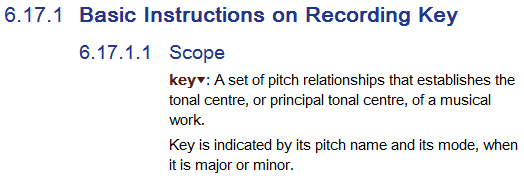 6.17.1 Basic Instructions on Recording Key
6.17.1.1 Scope
key▾: A set of pitch relationships that establishes the
tonal centre, or principal tonal centre, of a musical
work.
Key is indicated by its pitch name and its mode, when
it is major or minor.